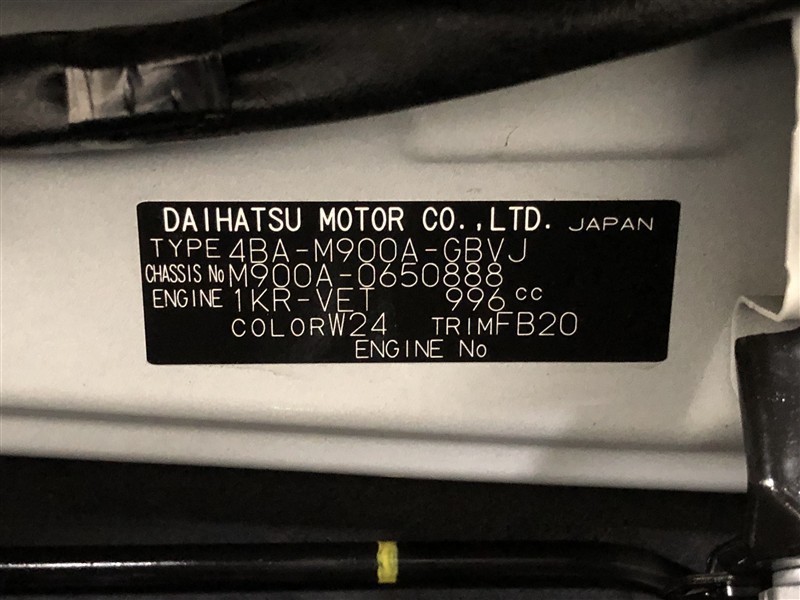 DAIHATSU MOTOR CO.,LTD. JAPAN
TYPE 4BA-M900A-GBVJ
CHASSIS No M900A-0650888
ENGINE 1KR-VET 996 cc
COLOR W24 TRIM FB20
ENGINE No